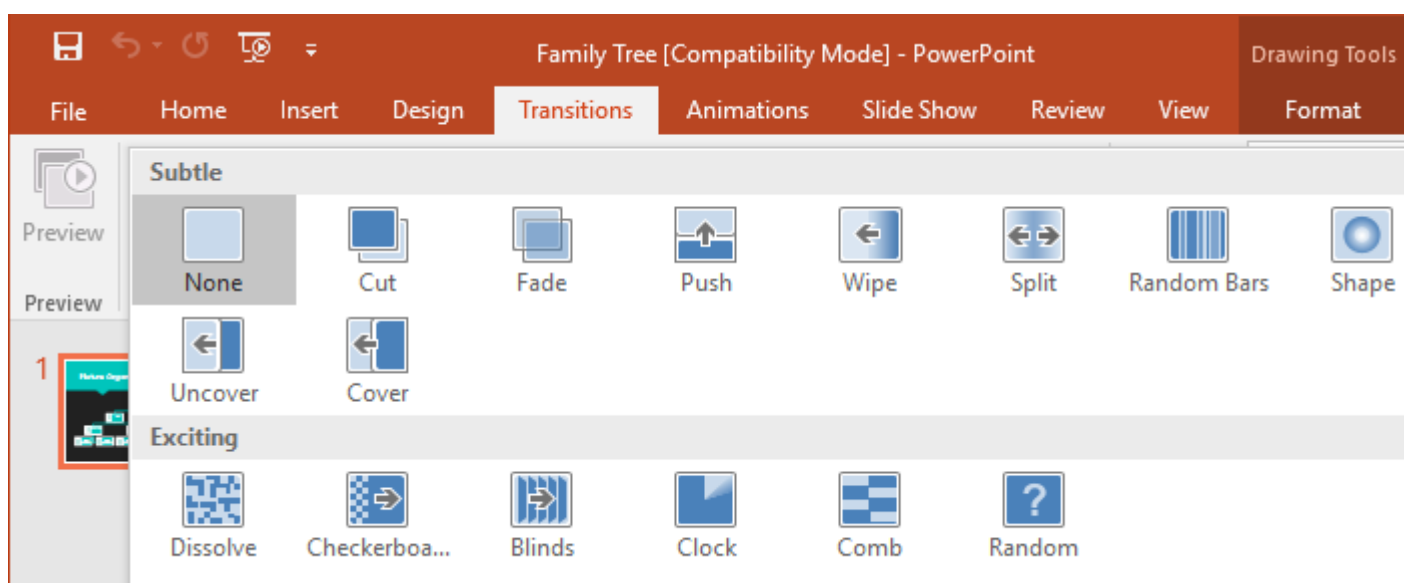 Family Tree [Compatibility Mode] - PowerPoint
Drawing Tools
File Home Insert Design Transitions Animations Slide Show Review View Format
Subtle
Preview
None Cut Fade Push Wipe Split Random Bars Shape
Preview
Uncover Cover
1
Exciting
Dissolve Checkerboa... Blinds Clock Comb Random
?